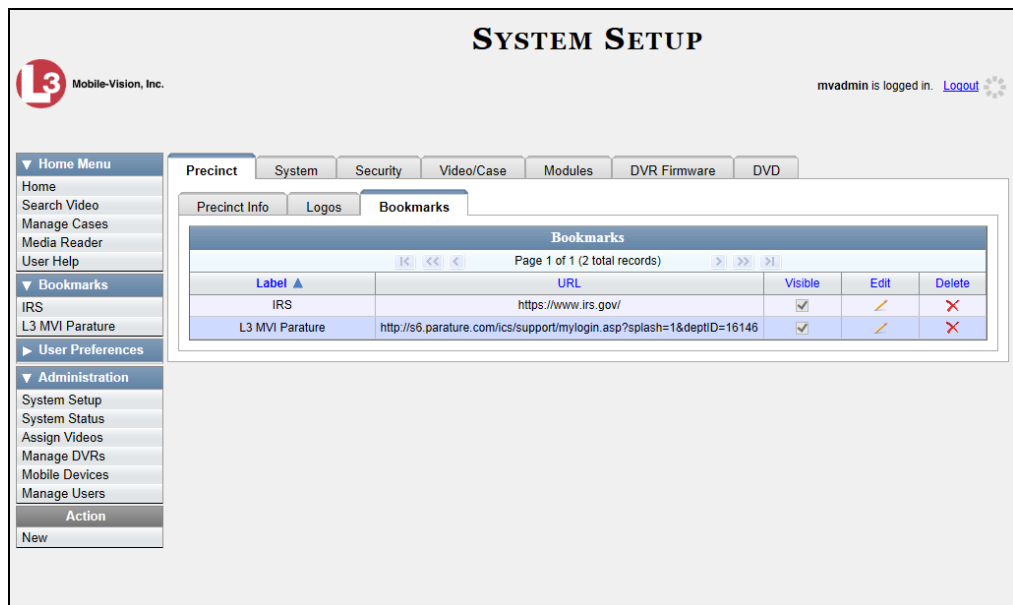 SYSTEM SETUP
L3 Mobile-Vision, Inc.
mvadmin is logged in. Logout
▼ Home Menu
Home
Search Video
Manage Cases
Media Reader
User Help
▼ Bookmarks
IRS
L3 MVI Parature
▶ User Preferences
▼ Administration
System Setup
System Status
Assign Videos
Manage DVRs
Mobile Devices
Manage Users
Action
New
Precinct System Security Video/Case Modules DVR Firmware DVD
Precinct Info Logos Bookmarks
Bookmarks
Page 1 of 1 (2 total records)
Label ▲ URL Visible Edit Delete
IRS https://www.irs.gov/
L3 MVI Parature http://s6.parature.com/ics/support/mylogin.asp?splash=1&deptID=16146